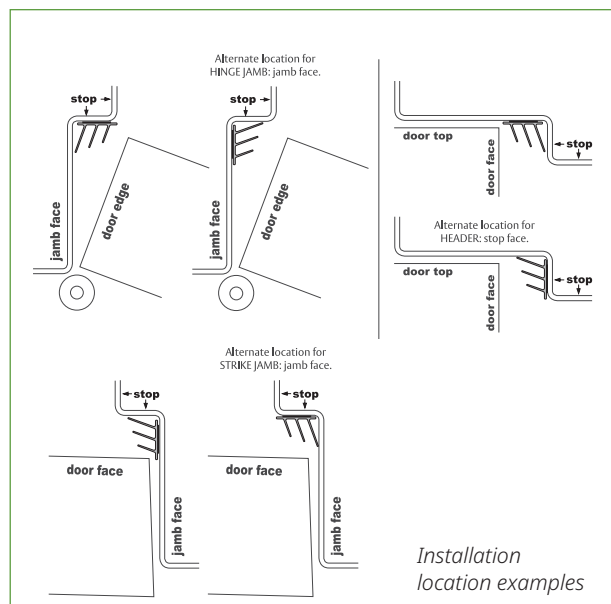 Alternate location for
HINGE JAMB: jamb face.
stop
jamb face
door edge
stop
jamb face
door edge
door top
door face
stop
Alternate location for
HEADER: stop face.
door top
door face
stop
Alternate location for
STRIKE JAMB: jamb face.
stop
door face
jamb face
stop
door face
jamb face
Installation
location examples